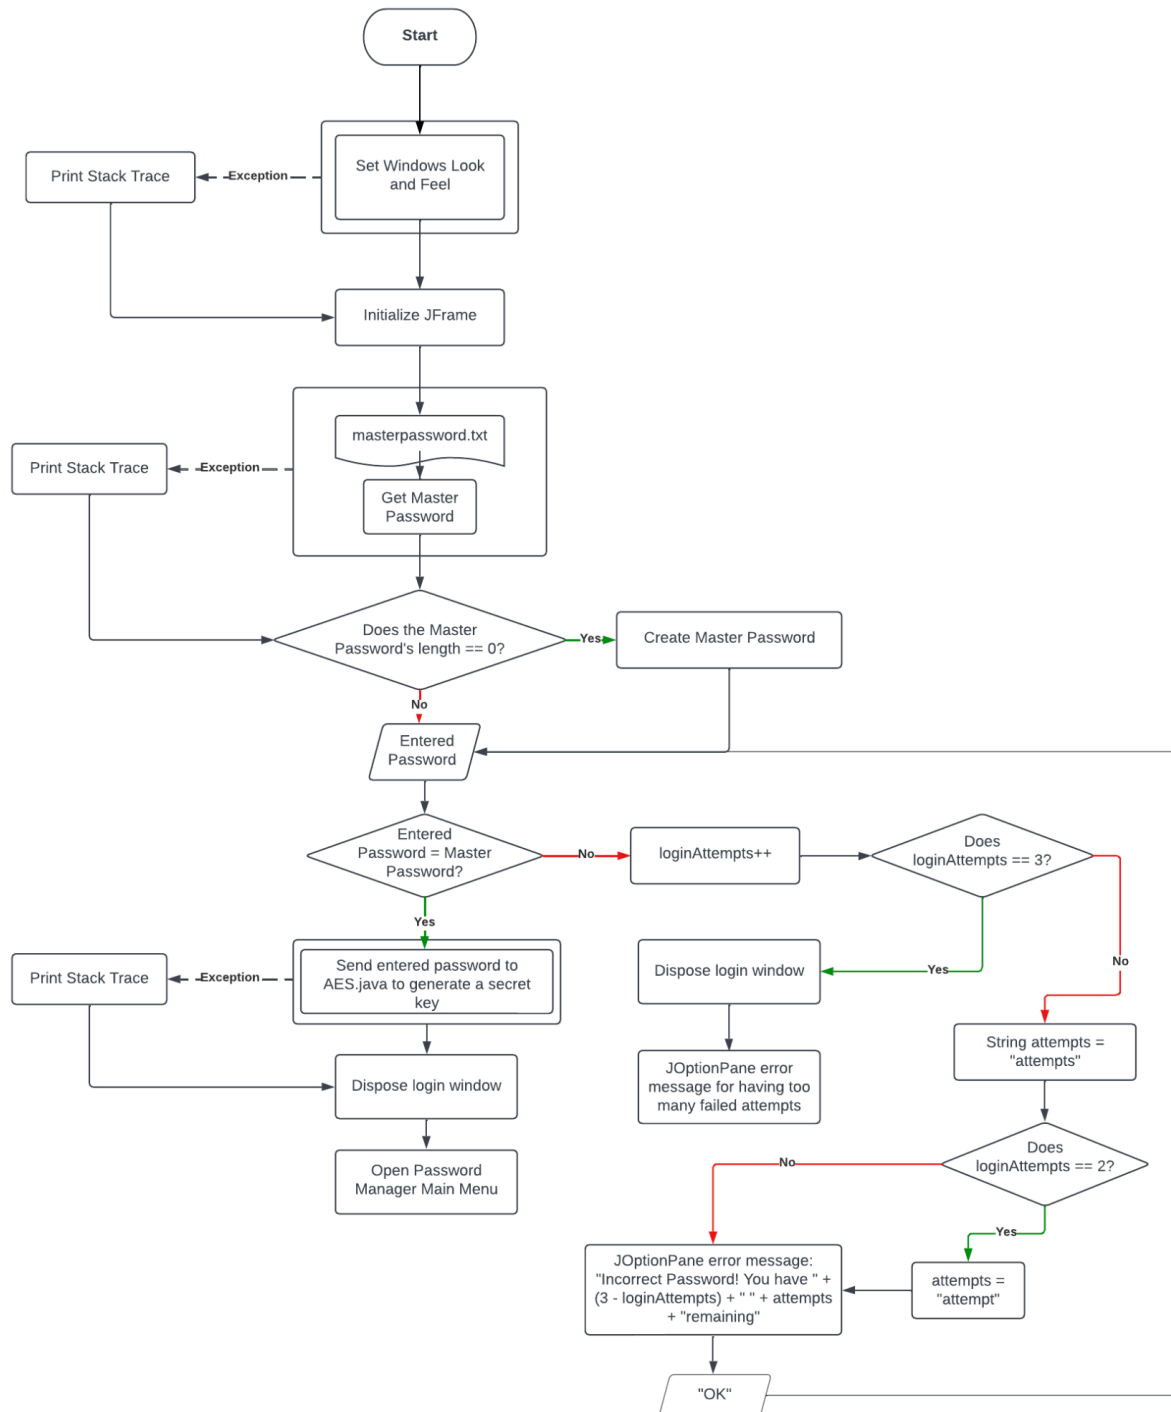 Start
Set Windows Look
and Feel
Exception
Print Stack Trace
Initialize JFrame
masterpassword.txt
Get Master
Password
Exception
Print Stack Trace
Does the Master
Password's length == 0?
Yes
Create Master Password
No
Entered
Password
Entered
Password = Master
Password?
No
loginAttempts++
Does
loginAttempts == 3?
Yes
No
Send entered password to
AES.java to generate a secret
key
Exception
Print Stack Trace
Dispose login window
Open Password
Manager Main Menu
Yes
Dispose login window
JOptionPane error
message for having too
many failed attempts
No
String attempts =
"attempts"
Does
loginAttempts == 2?
No
Yes
attempts =
"attempt"
JOptionPane error message:
"Incorrect Password! You have " +
(3 - loginAttempts) + " " + attempts
+ "remaining"
"OK"